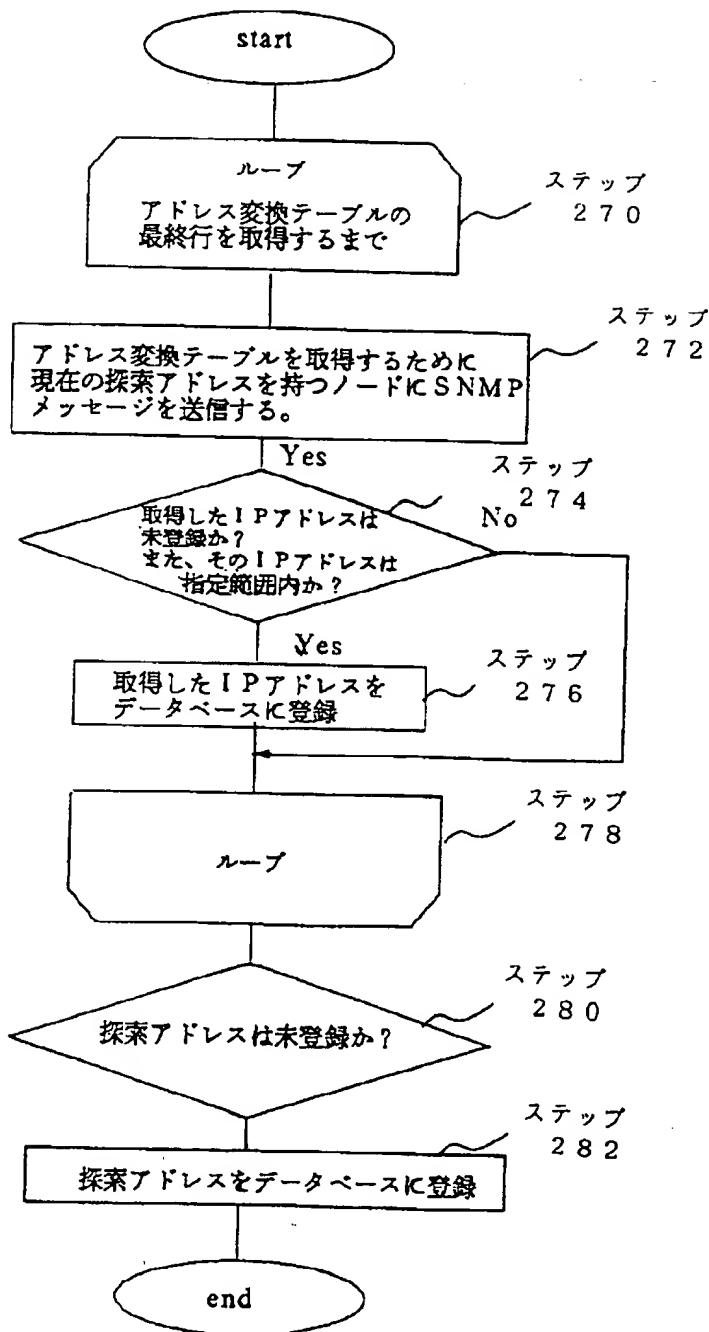 start
ループ
アドレス変換テーブルの
最終行を取得するまで
ステップ
270
アドレス変換テーブルを取得するために
現在の探索アドレスを持つノードにSNMP
メッセージを送信する。
ステップ
272
Yes
取得したIPアドレスは
未登録か?
また、そのIPアドレスは
指定範囲内か?
ステップ
274
No
Yes
取得したIPアドレスを
データベースに登録
ステップ
276
ループ
ステップ
278
探索アドレスは未登録か?
ステップ
280
探索アドレスをデータベースに登録
ステップ
282
end